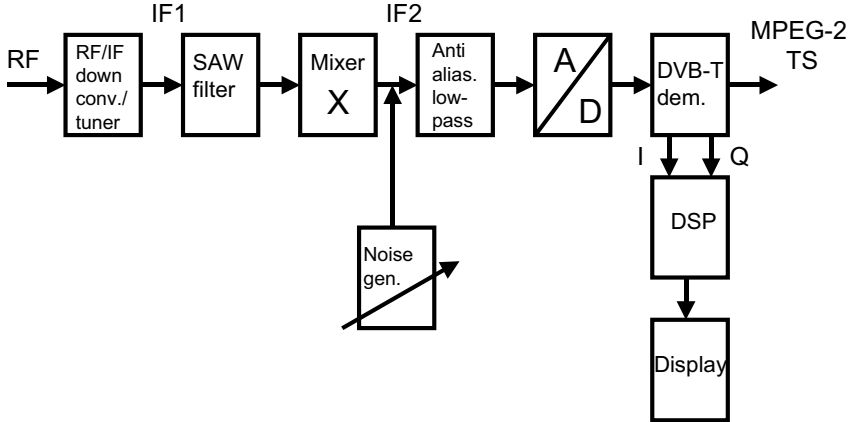 IF1
IF2
RF
RF/IF
down
conv./
tuner
SAW
filter
Mixer
X
Anti
alias.
low-
pass
A
D
DVB-T
dem.
MPEG-2
TS
I
Q
Noise
gen.
DSP
Display